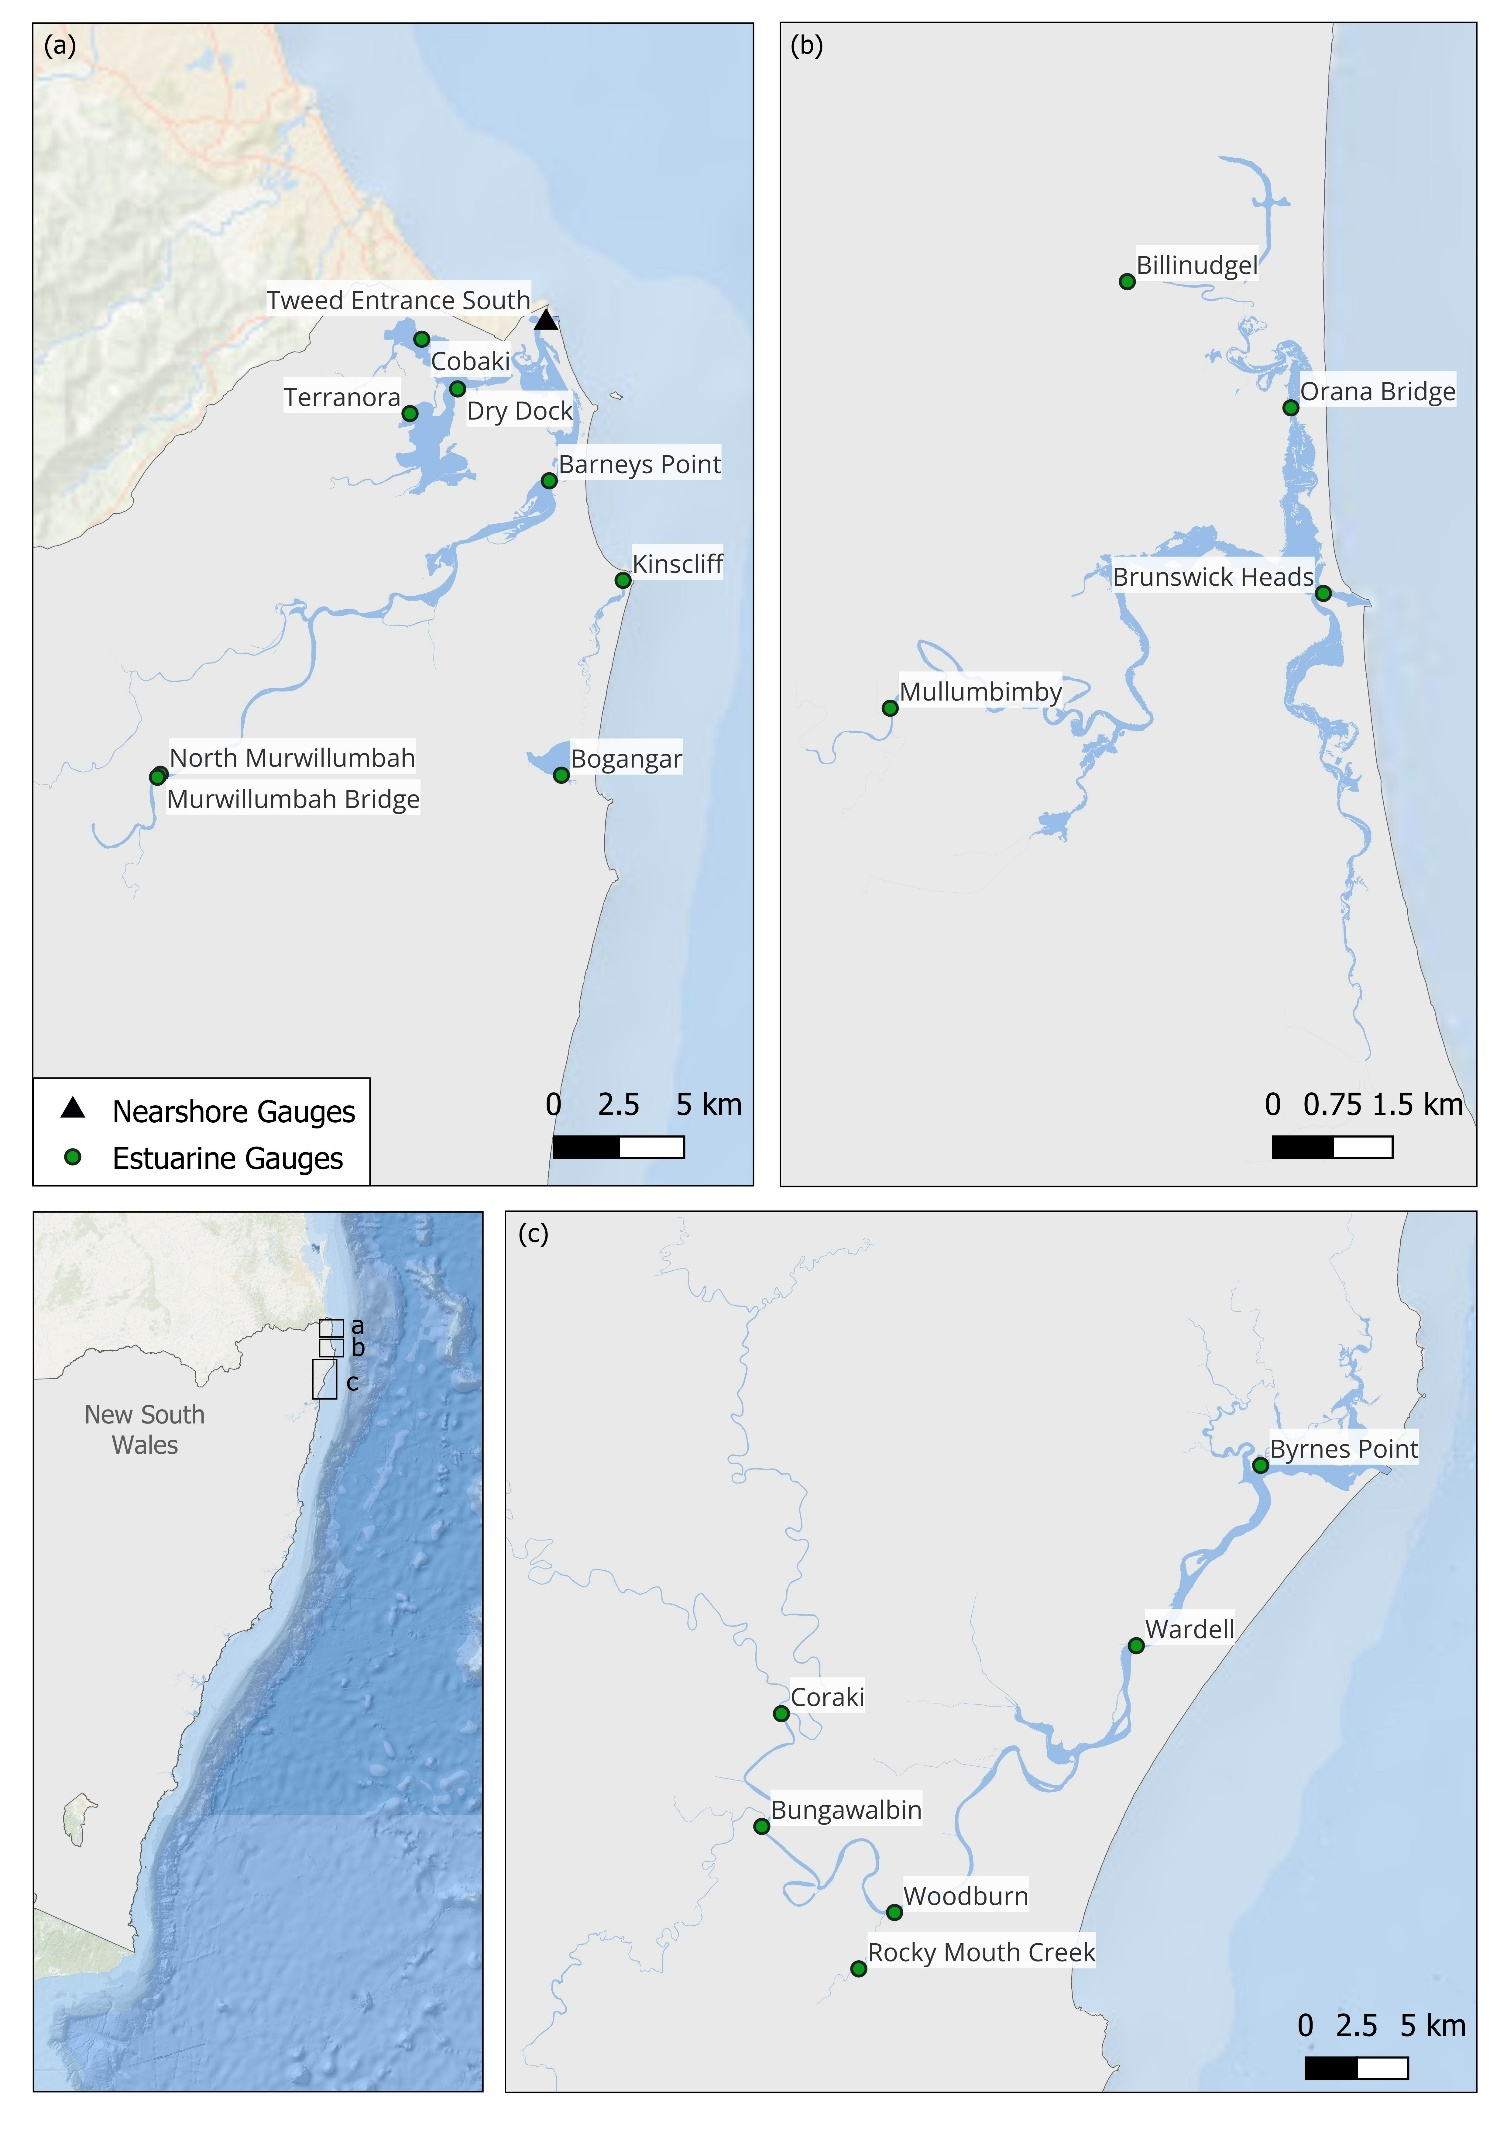 (a)
Tweed Entrance South
Cobaki
Terranora
Dry Dock
Barneys Point
Kinscliff
North Murwillumbah
Murwillumbah Bridge
Bogangar
Nearshore Gauges
Estuarine Gauges
0 2.5 5 km
(b)
Billinudgel
Orana Bridge
Brunswick Heads
Mullumbimby
0 0.75 1.5 km
a
b
c
New South
Wales
(c)
Byrnes Point
Wardell
Coraki
Bungawalbin
Woodburn
Rocky Mouth Creek
0 2.5 5 km